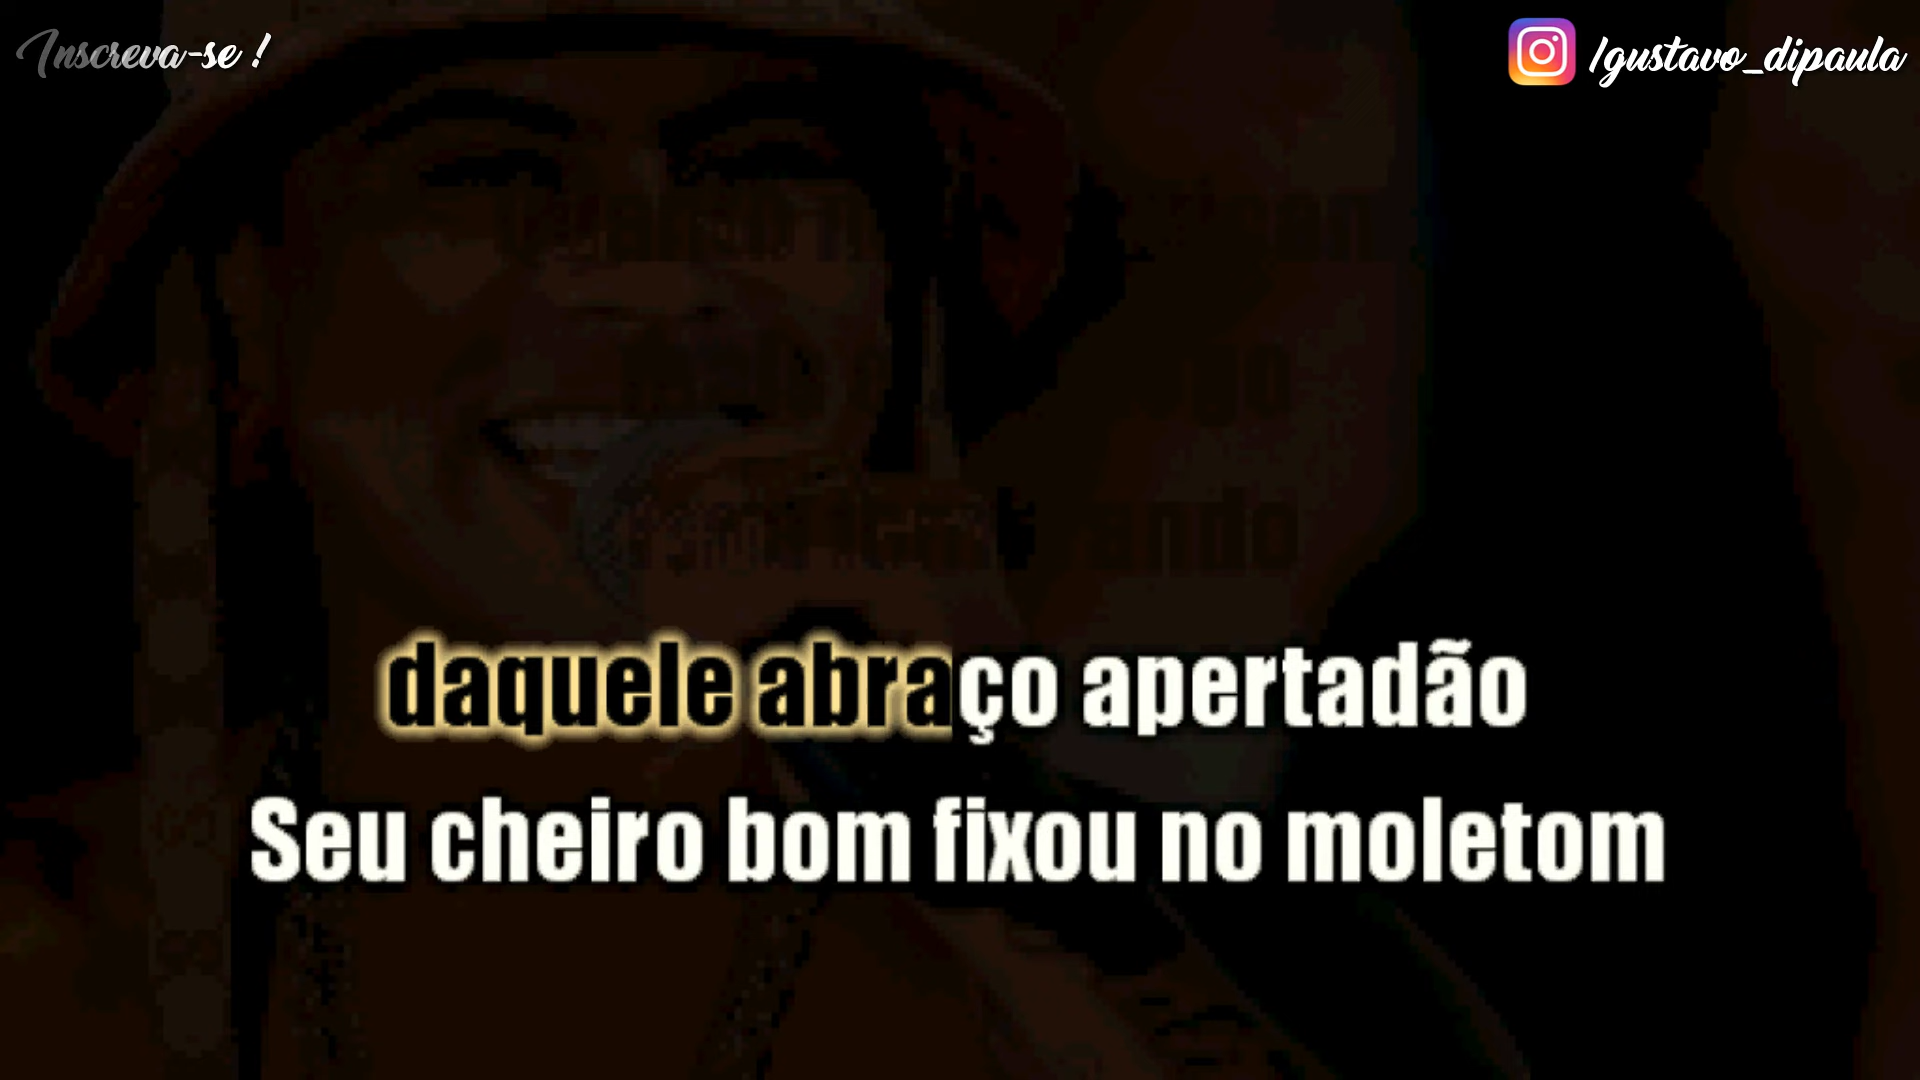 Inscreva-se !
/gustavo_dipaula
daquele abraço apertadão
Seu cheiro bom fixou no moletom